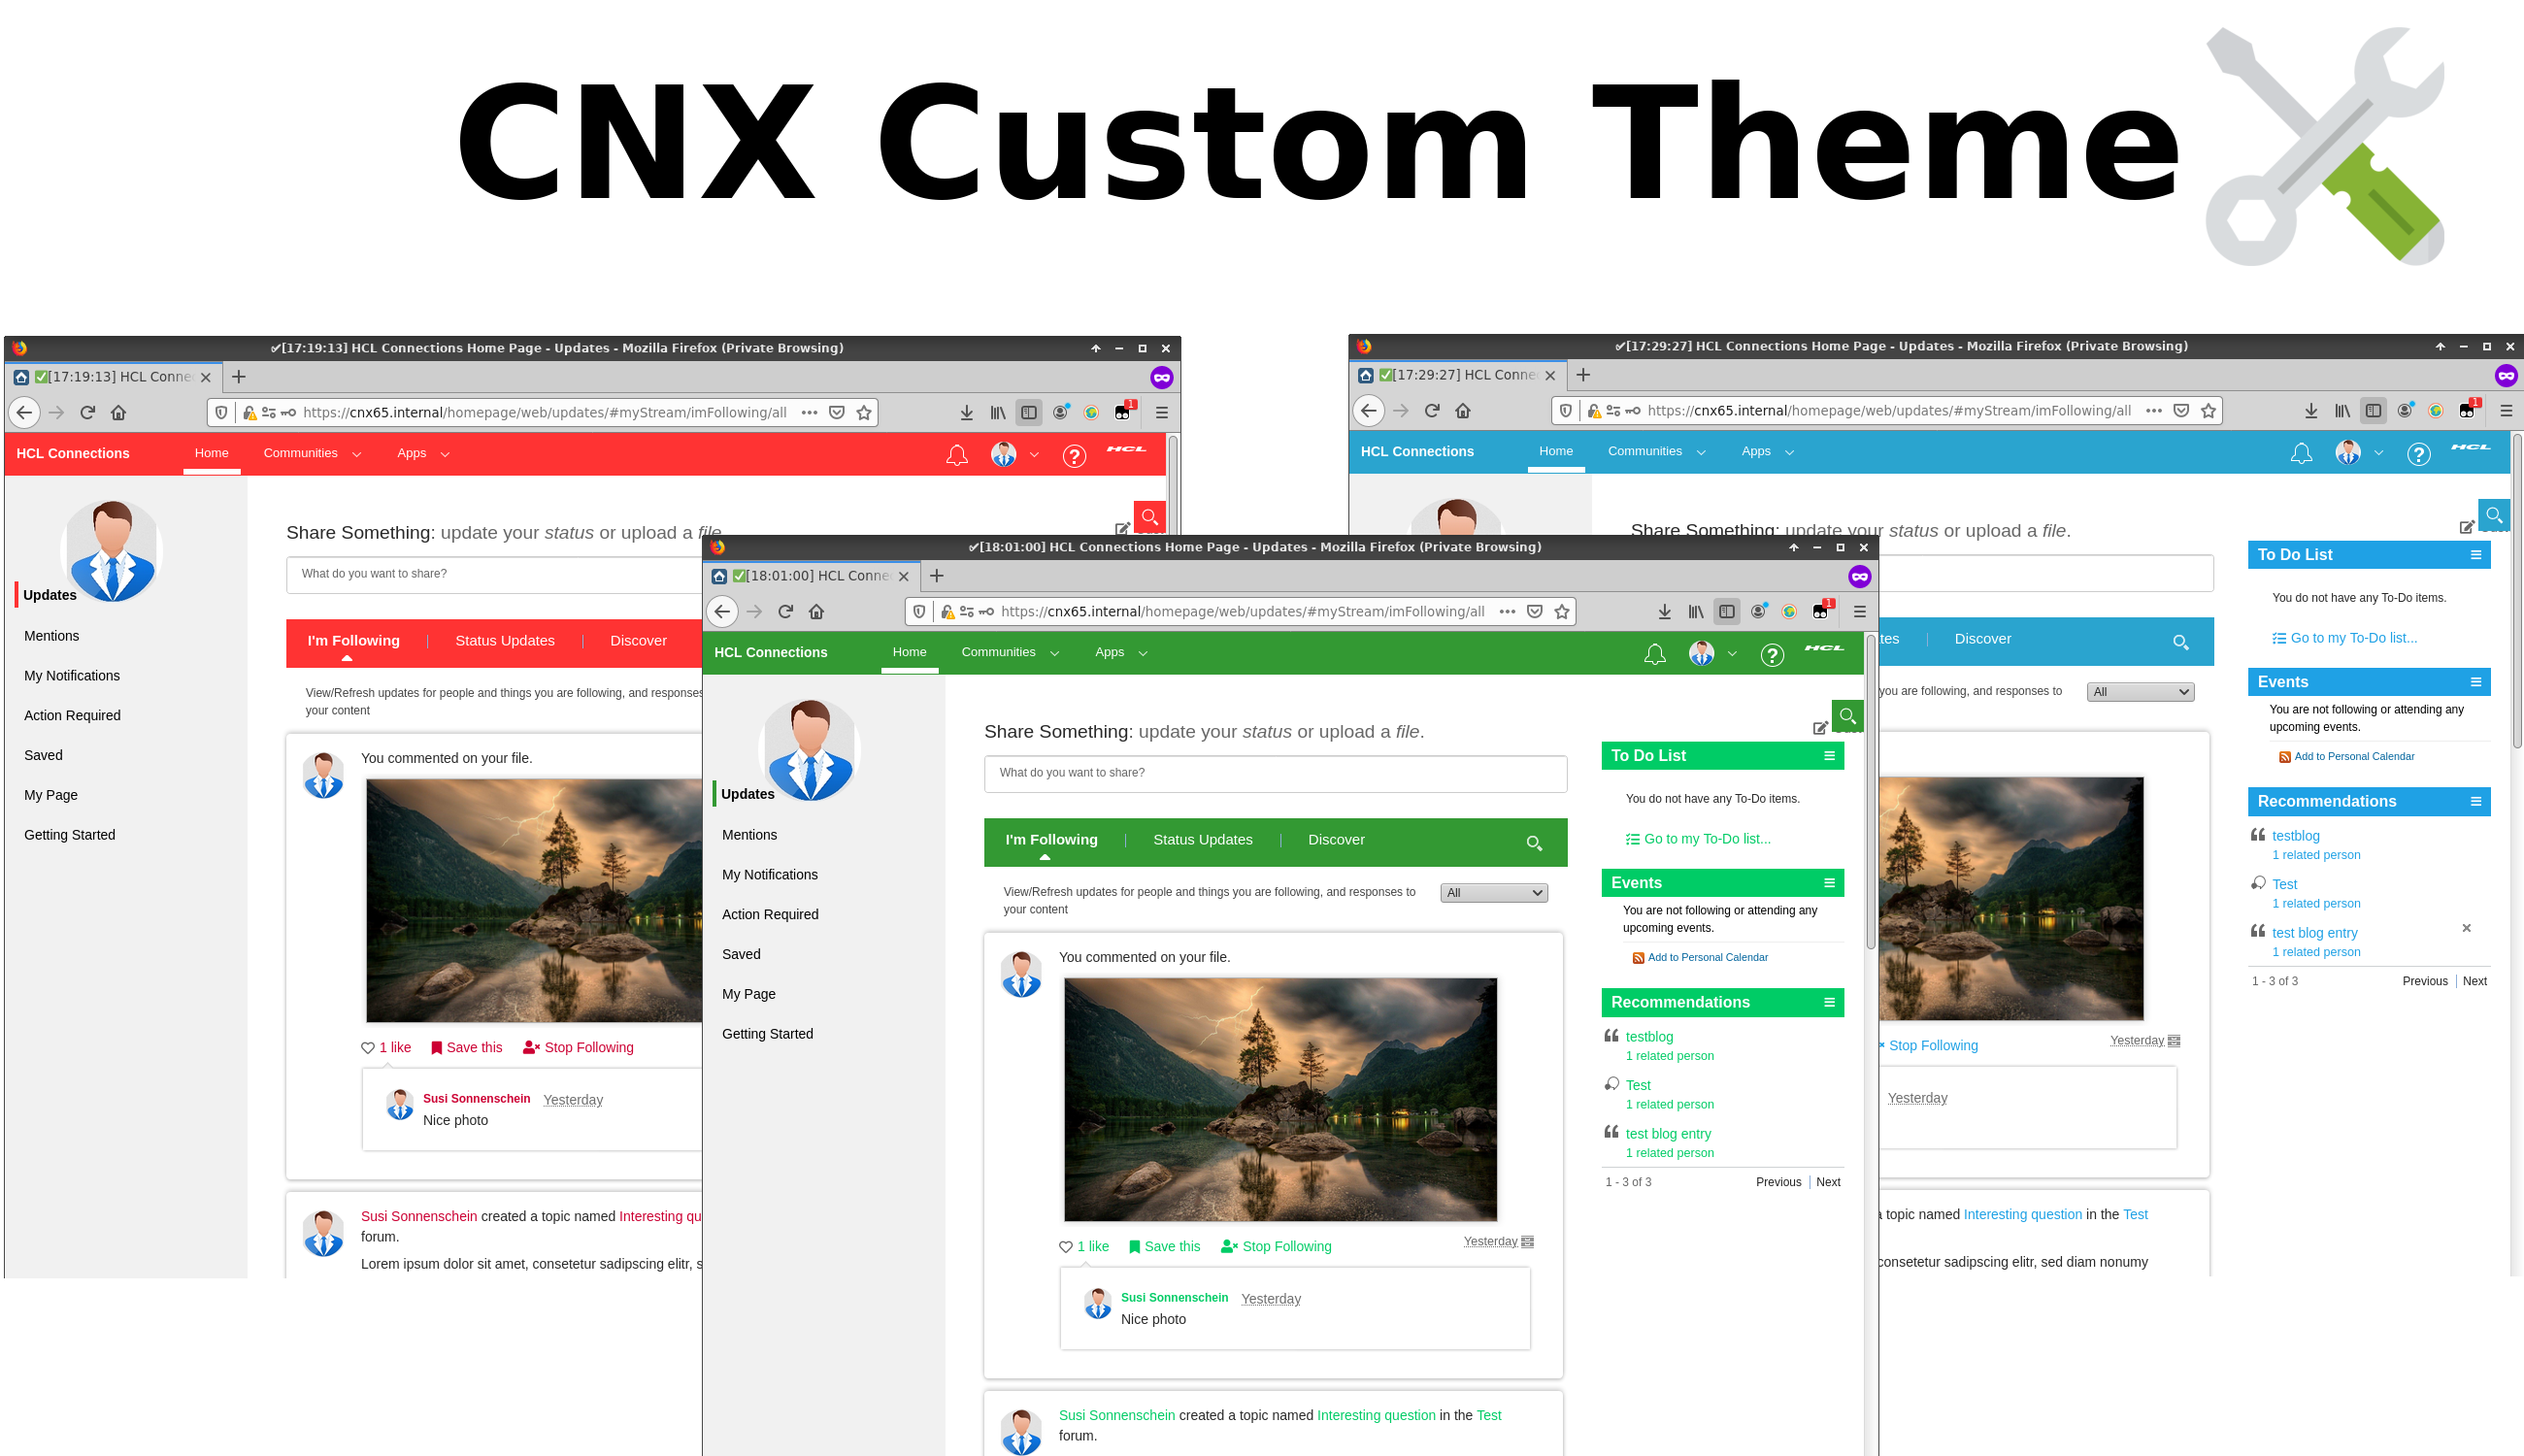 CNX Custom Theme
✔[17:19:13] HCL Connections Home Page - Updates - Mozilla Firefox (Private Browsing)
✅[17:19:13] HCL Conne
https://cnx65.internal/homepage/web/updates/#myStream/imFollowing/all
1
HCL Connections
Home
Communities
Apps
HCL
Share Something: update your status or upload a file.
What do you want to share?
Updates
Mentions
My Notifications
Action Required
Saved
My Page
Getting Started
I'm Following
Status Updates
Discover
View/Refresh updates for people and things you are following, and responses
your content
You commented on your file.
1 like
Save this
Stop Following
Susi Sonnenschein
Yesterday
Nice photo
Susi Sonnenschein created a topic named Interesting qu
forum.
Lorem ipsum dolor sit amet, consetetur sadipscing elitr, s
✔[17:29:27] HCL Connections Home Page - Updates - Mozilla Firefox (Private Browsing)
✅[17:29:27] HCL Conne
https://cnx65.internal/homepage/web/updates/#myStream/imFollowing/all
1
HCL Connections
Home
Communities
Apps
HCL
Share Something: update your status or upload a file.
tes
Discover
you are following, and responses to
All
Stop Following
Yesterday
Yesterday
a topic named Interesting question in the Test
consetetur sadipscing elitr, sed diam nonumy
To Do List
You do not have any To-Do items.
Go to my To-Do list...
Events
You are not following or attending any
upcoming events.
Add to Personal Calendar
Recommendations
testblog
1 related person
Test
1 related person
test blog entry
1 related person
1 - 3 of 3
Previous
Next
✔[18:01:00] HCL Connections Home Page - Updates - Mozilla Firefox (Private Browsing)
✅[18:01:00] HCL Conne
https://cnx65.internal/homepage/web/updates/#myStream/imFollowing/all
1
HCL Connections
Home
Communities
Apps
HCL
Updates
Mentions
My Notifications
Action Required
Saved
My Page
Getting Started
Share Something: update your status or upload a file.
What do you want to share?
I'm Following
Status Updates
Discover
View/Refresh updates for people and things you are following, and responses to
your content
All
You commented on your file.
1 like
Save this
Stop Following
Yesterday
Susi Sonnenschein
Yesterday
Nice photo
Susi Sonnenschein created a topic named Interesting question in the Test
forum.
To Do List
You do not have any To-Do items.
Go to my To-Do list...
Events
You are not following or attending any
upcoming events.
Add to Personal Calendar
Recommendations
testblog
1 related person
Test
1 related person
test blog entry
1 related person
1 - 3 of 3
Previous
Next